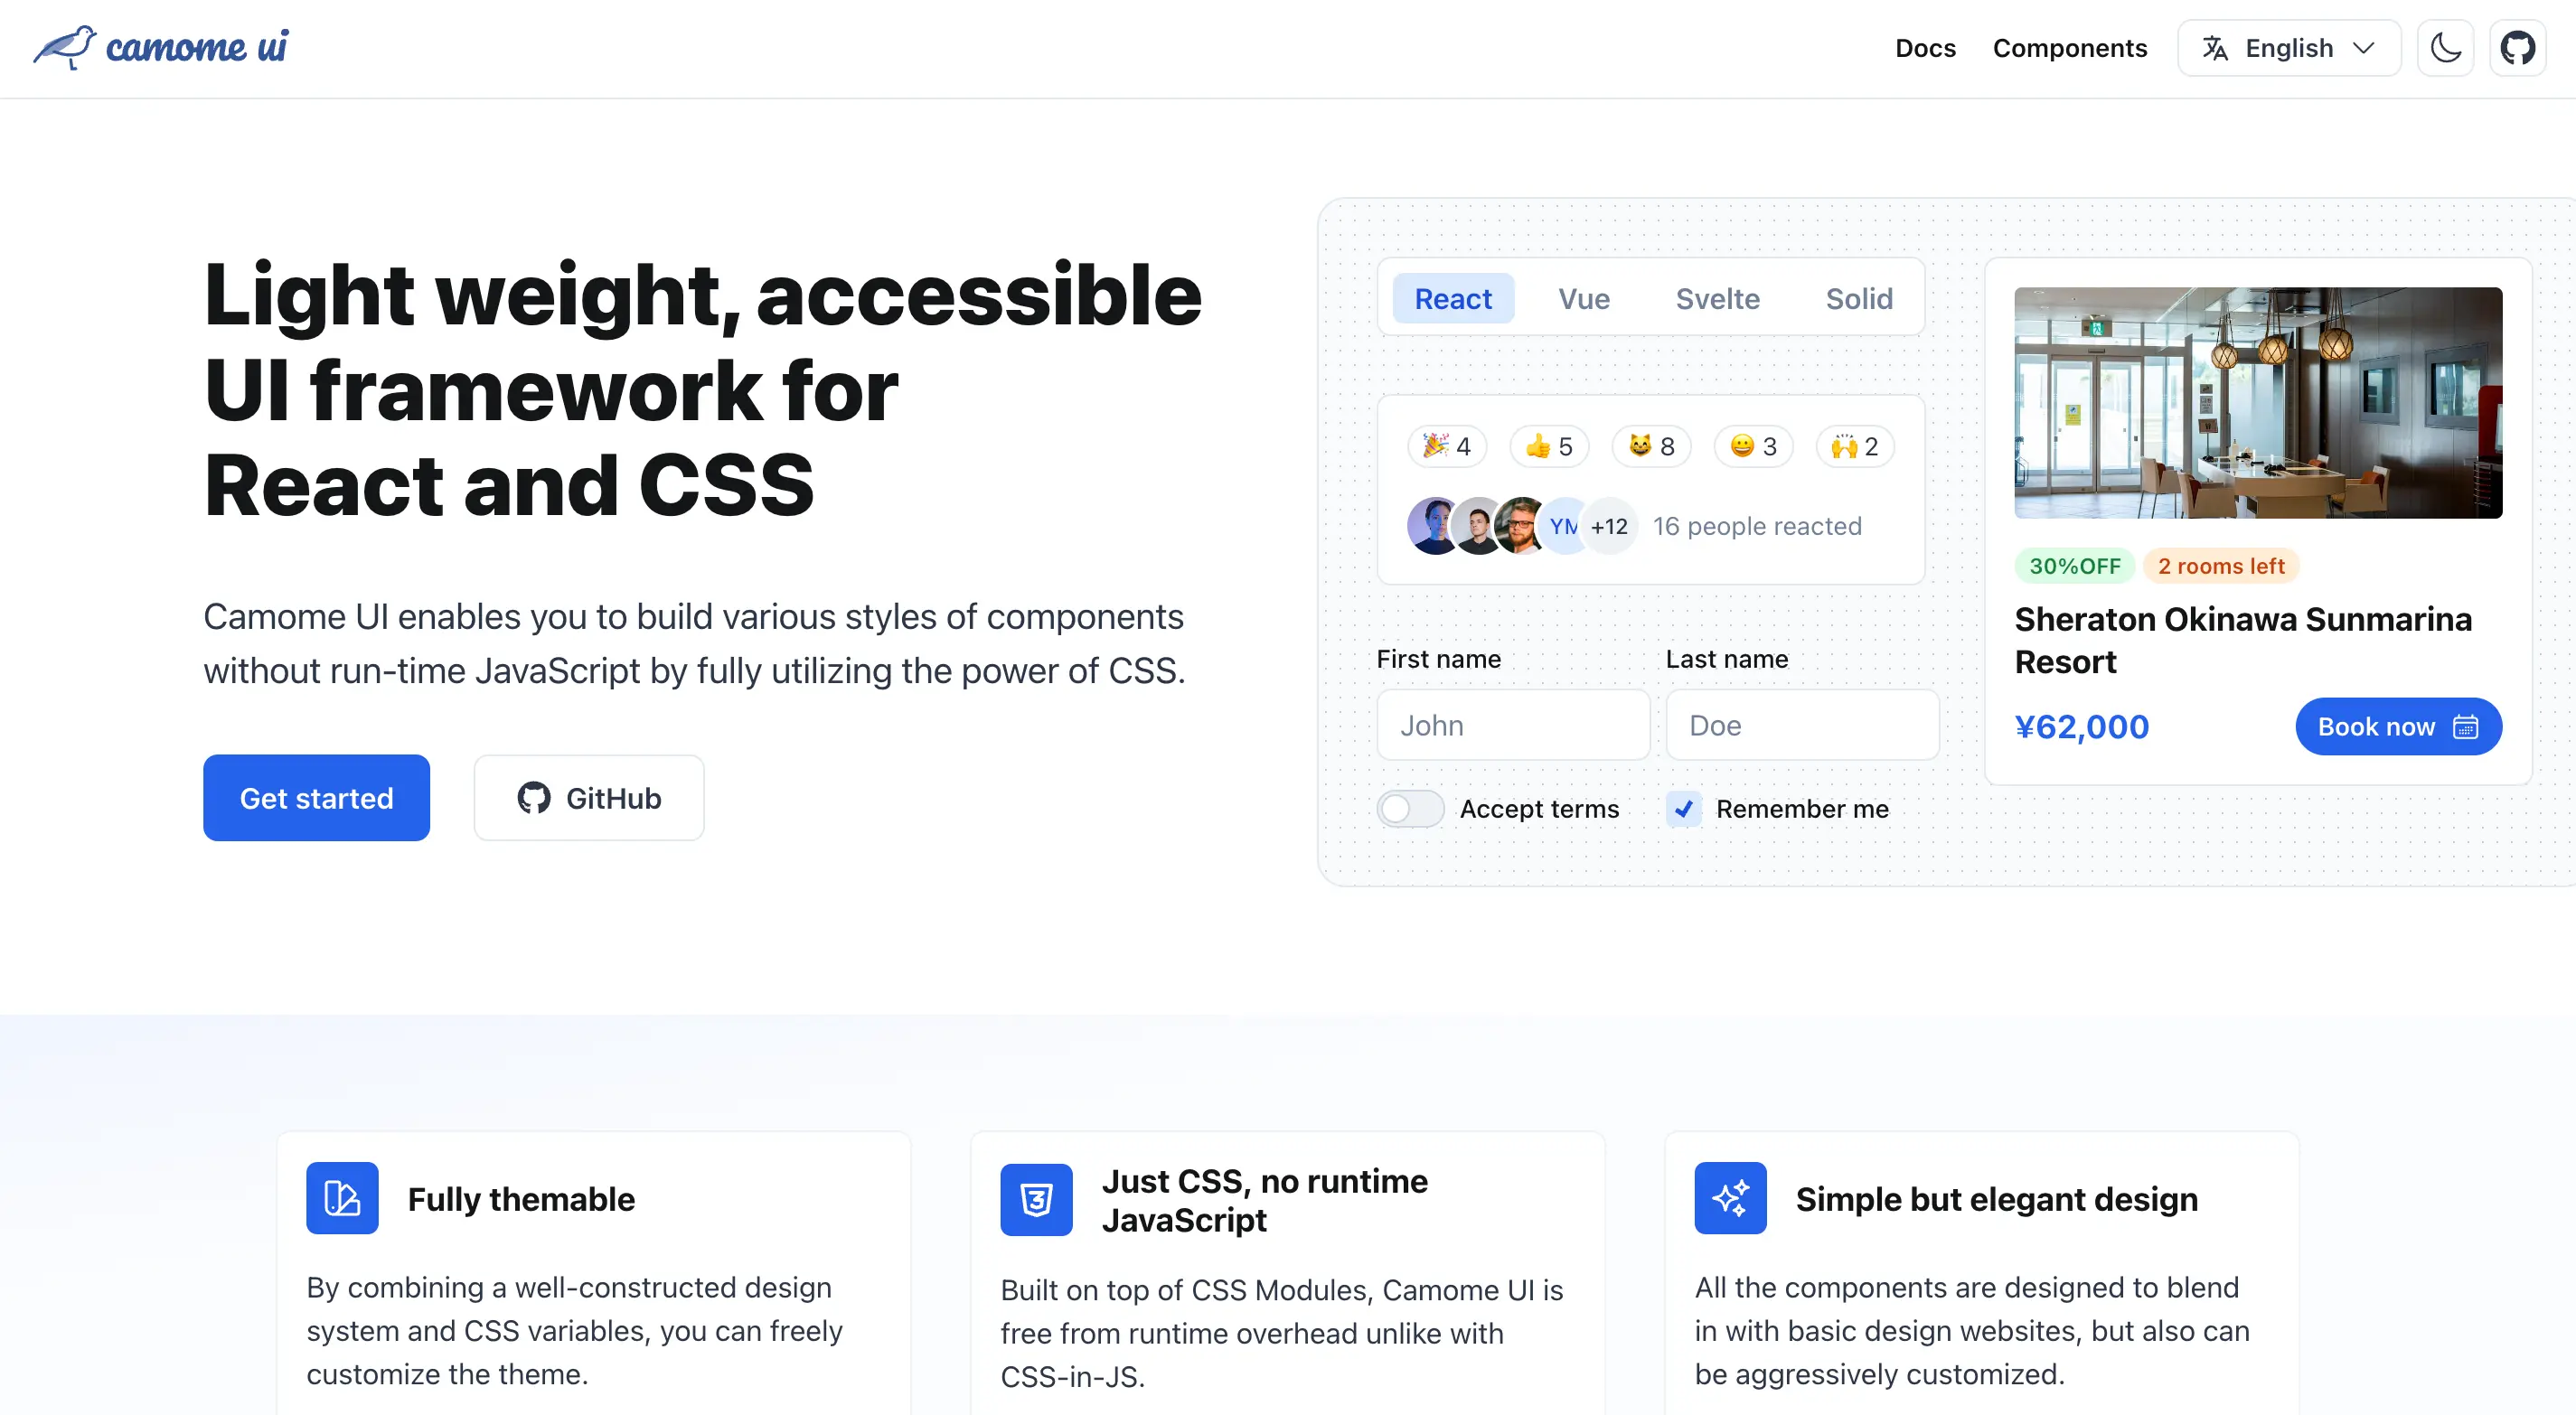 camome ui
Docs
Components
English
Light weight, accessible
UI framework for
React and CSS
Camome UI enables you to build various styles of components
without run-time JavaScript by fully utilizing the power of CSS.
Get started
GitHub
React
Vue
Svelte
Solid
4
5
8
3
2
YM
+12
16 people reacted
First name
Last name
John
Doe
Accept terms
Remember me
30%OFF
2 rooms left
Sheraton Okinawa Sunmarina
Resort
¥62,000
Book now
Fully themable
By combining a well-constructed design
system and CSS variables, you can freely
customize the theme.
Just CSS, no runtime
JavaScript
Built on top of CSS Modules, Camome UI is
free from runtime overhead unlike with
CSS-in-JS.
Simple but elegant design
All the components are designed to blend
in with basic design websites, but also can
be aggressively customized.